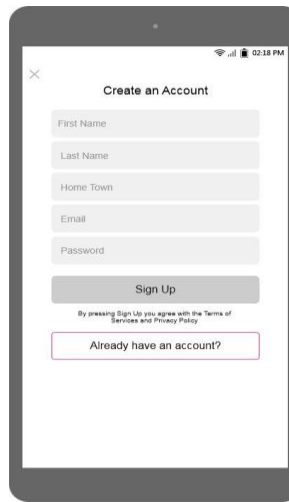 02:18 PM
Create an Account
First Name
Last Name
Home Town
Email
Password
Sign Up
By pressing Sign Up you agree with the Terms of
Services and Privacy Policy
Already have an account?